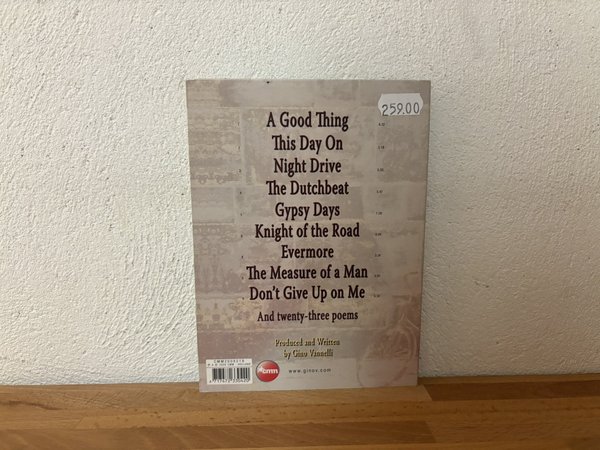 259.00
A Good Thing
This Day On
Night Drive
The Dutchbeat
Gypsy Days
Knight of the Road
Evermore
The Measure of a Man
Don't Give Up on Me
And twenty-three poems
Produced and Written
by Gino Vannelli
www.ginov.com